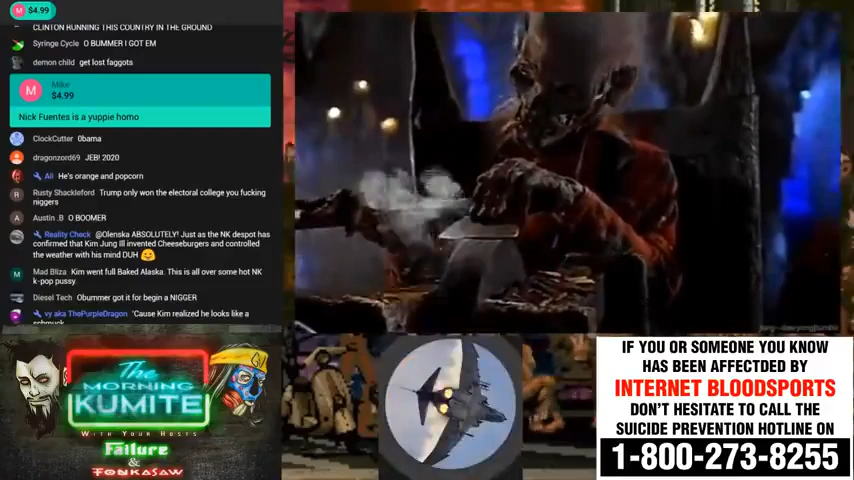 $4.99
CLINTON RUNNING THIS COUNTRY IN THE GROUND
Syringe Cycle O BUMMER I GOT EM
demon child get lost faggots
M
Mike
$4.99
Nick Fuentes is a yuppie homo
ClockCutter 0bama
dragonzord69 JEB! 2020
Ali He's orange and popcorn
R Rusty Shackleford Trump only won the electoral college you fucking
niggers
A Austin .B O BOOMER
Reality Check @Olenska ABSOLUTELY! Just as the NK despot has
confirmed that Kim Jung Ill invented Cheeseburgers and controlled
the weather with his mind DUH
M Mad Bliza Kim went full Baked Alaska. This is all over some hot NK
k-pop pussy
Diesel Tech Obummer got it for begin a NIGGER
vy aka ThePurpleDragon 'Cause Kim realized he looks like a
schmuck
The
MORNING
KUMITE
WITH YOUR HOSTS
Failure
&
TONKASAW
IF YOU OR SOMEONE YOU KNOW
HAS BEEN AFFECTDED BY
INTERNET BLOODSPORTS
DON'T HESITATE TO CALL THE
SUICIDE PREVENTION HOTLINE ON
1-800-273-8255